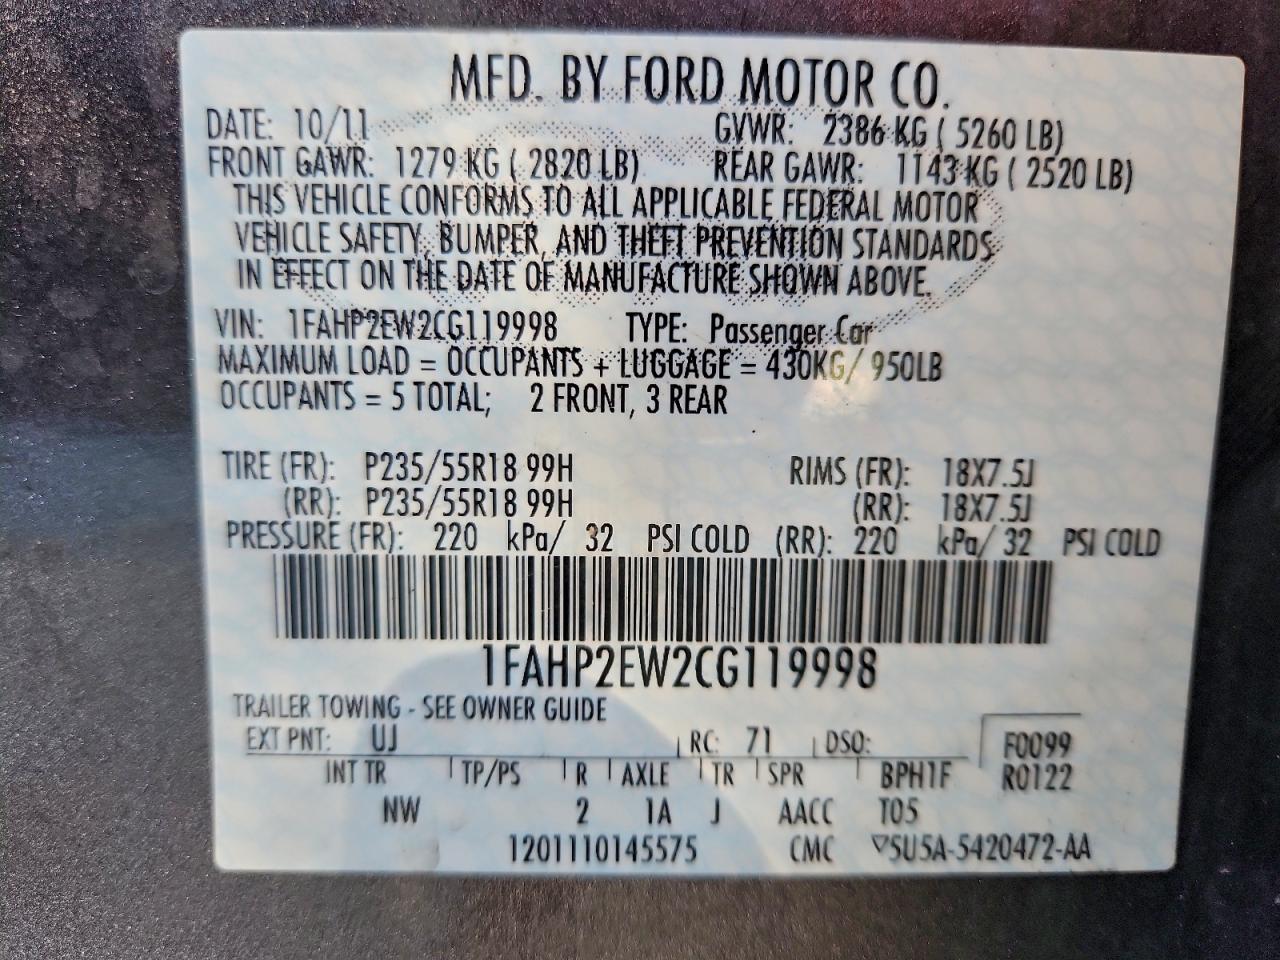 MFD. BY FORD MOTOR CO.
DATE: 10/11 GVWR: 2386 KG ( 5260 LB)
FRONT GAWR: 1279 KG ( 2820 LB) REAR GAWR: 1143 KG ( 2520 LB)
THIS VEHICLE CONFORMS TO ALL APPLICABLE FEDERAL MOTOR
VEHICLE SAFETY, BUMPER, AND THEFT PREVENTION STANDARDS
IN EFFECT ON THE DATE OF MANUFACTURE SHOWN ABOVE.
VIN: 1FAHP2EW2CG119998 TYPE: Passenger Car
MAXIMUM LOAD = OCCUPANTS + LUGGAGE = 430KG/ 950LB
OCCUPANTS = 5 TOTAL; 2 FRONT, 3 REAR
TIRE (FR): P235/55R18 99H RIMS (FR): 18X7.5J
(RR): P235/55R18 99H (RR): 18X7.5J
PRESSURE (FR): 220 kPa/ 32 PSI COLD (RR): 220 kPa/ 32 PSI COLD
1FAHP2EW2CG119998
TRAILER TOWING - SEE OWNER GUIDE
EXT PNT: UJ RC: 71 DSO: F0099
INT TR TP/PS R AXLE TR SPR BPH1F R0122
NW 2 1A J AACC T05
1201110145575 CMC ▽5U5A-5420472-AA